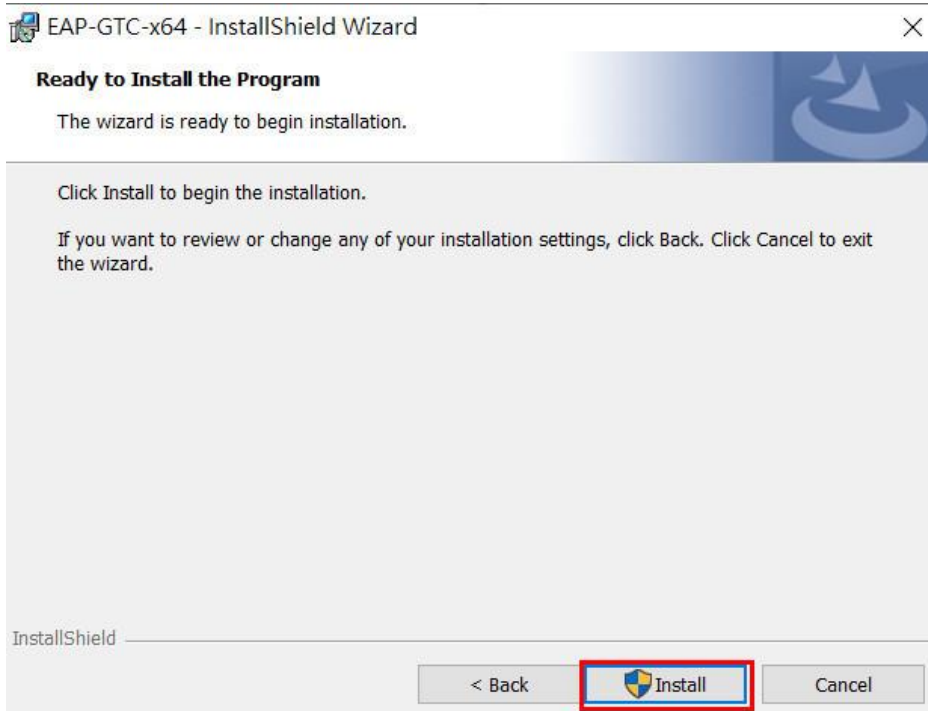 EAP-GTC-x64 - InstallShield Wizard
Ready to Install the Program
The wizard is ready to begin installation.
Click Install to begin the installation.
If you want to review or change any of your installation settings, click Back. Click Cancel to exit
the wizard.
InstallShield
< Back Install Cancel